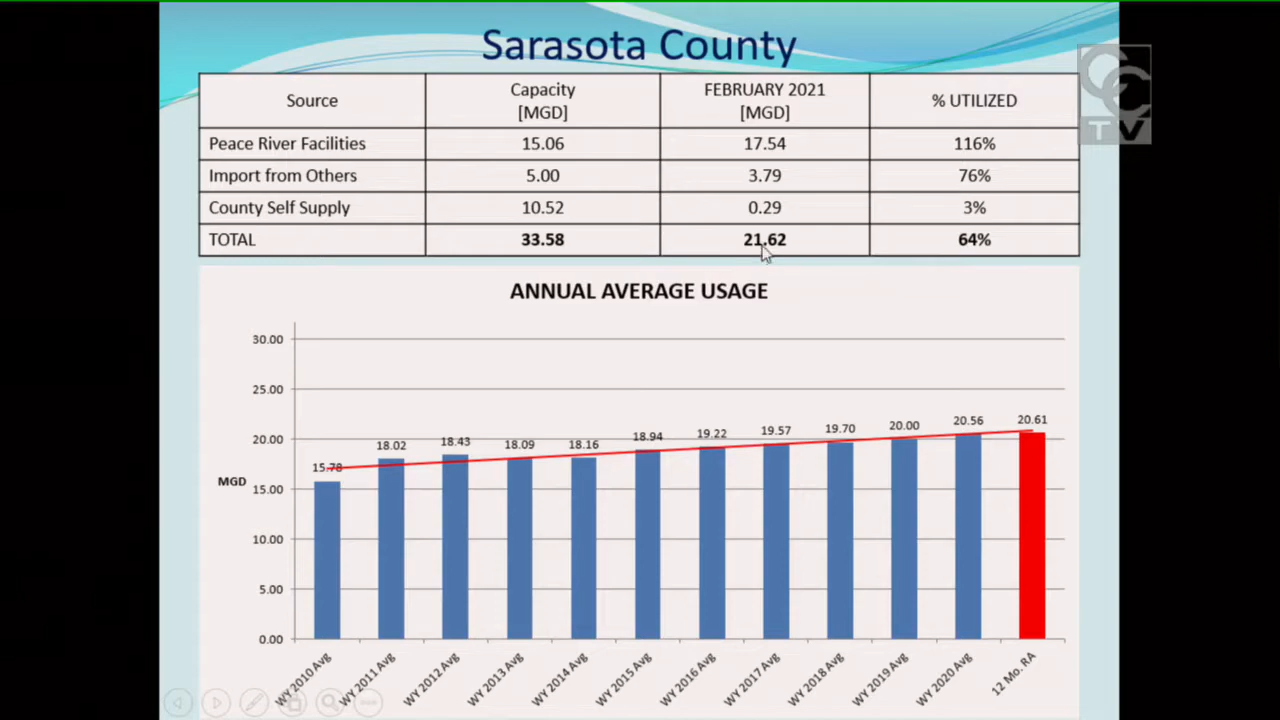 Sarasota County
Source Capacity [MGD] FEBRUARY 2021 [MGD] % UTILIZED
Peace River Facilities 15.06 17.54 116%
Import from Others 5.00 3.79 76%
County Self Supply 10.52 0.29 3%
TOTAL 33.58 21.62 64%
CC
TV
ANNUAL AVERAGE USAGE
30.00
25.00
20.00
15.00
10.00
5.00
0.00
MGD
15.78 18.02 18.43 18.09 18.16 18.94 19.22 19.57 19.70 20.00 20.56 20.61
WY 2010 Avg
WY 2011 Avg
WY 2012 Avg
WY 2013 Avg
WY 2014 Avg
WY 2015 Avg
WY 2016 Avg
WY 2017 Avg
WY 2018 Avg
WY 2019 Avg
WY 2020 Avg
12 Mo. RA